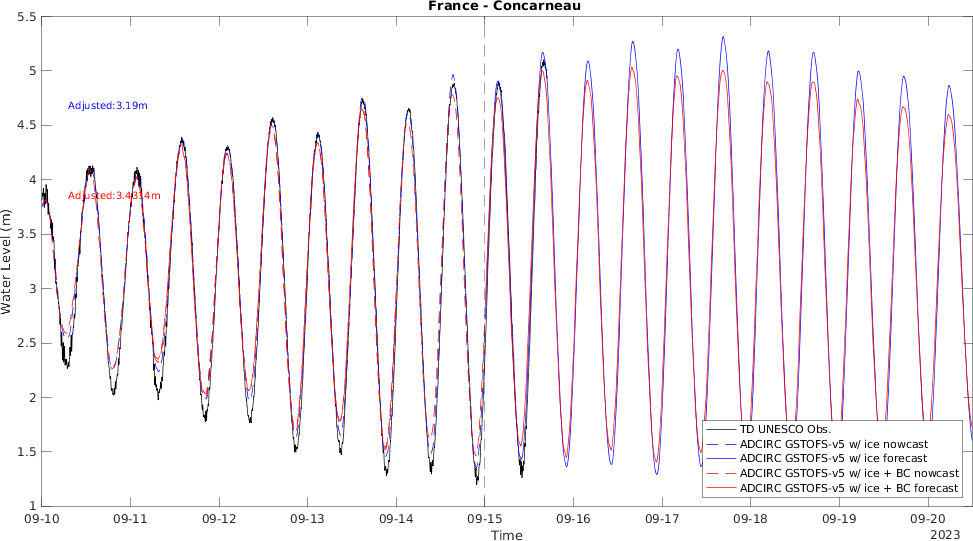 France - Concarneau
5.5
5
4.5
4
3.5
3
2.5
2
1.5
1
Water Level (m)
Adjusted:3.19m
Adjusted:3.4314m
TD UNESCO Obs.
ADCIRC GSTOFS-v5 w/ ice nowcast
ADCIRC GSTOFS-v5 w/ ice forecast
ADCIRC GSTOFS-v5 w/ ice + BC nowcast
ADCIRC GSTOFS-v5 w/ ice + BC forecast
09-10 09-11 09-12 09-13 09-14 09-15 09-16 09-17 09-18 09-19 09-20
Time
2023